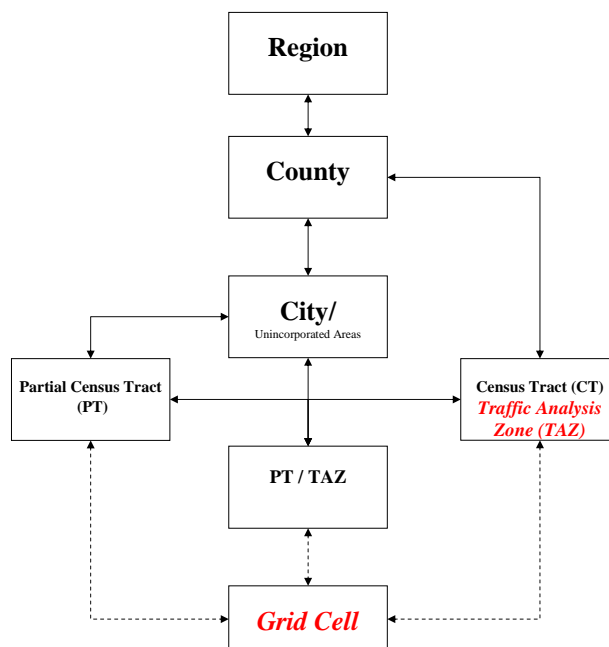 Region
County
City/
Unincorporated Areas
Partial Census Tract
(PT)
Census Tract (CT)
Traffic Analysis
Zone (TAZ)
PT / TAZ
Grid Cell